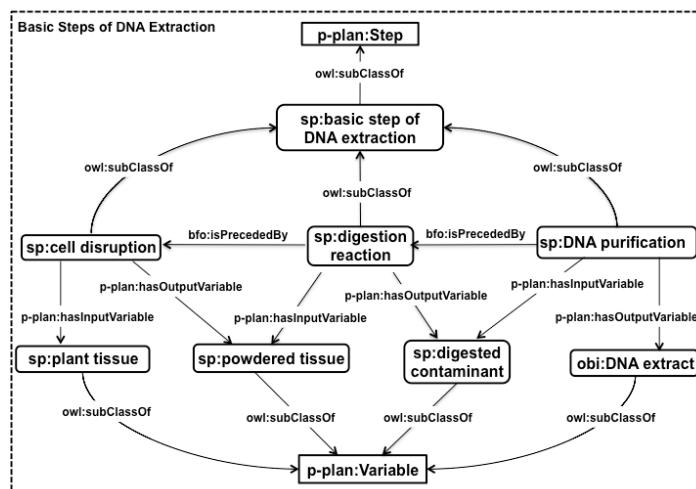 Basic Steps of DNA Extraction
p-plan:Step
owl:subClassOf
sp:basic step of
DNA extraction
owl:subClassOf
owl:subClassOf
owl:subClassOf
sp:cell disruption
bfo:isPrecededBy
sp:digestion
reaction
bfo:isPrecededBy
sp:DNA purification
p-plan:hasOutputVariable
p-plan:hasOutputVariable
p-plan:hasInputVariable
p-plan:hasInputVariable
p-plan:hasInputVariable
p-plan:hasOutputVariable
sp:plant tissue
sp:powdered tissue
sp:digested
contaminant
obi:DNA extract
owl:subClassOf
owl:subClassOf
owl:subClassOf
owl:subClassOf
p-plan:Variable